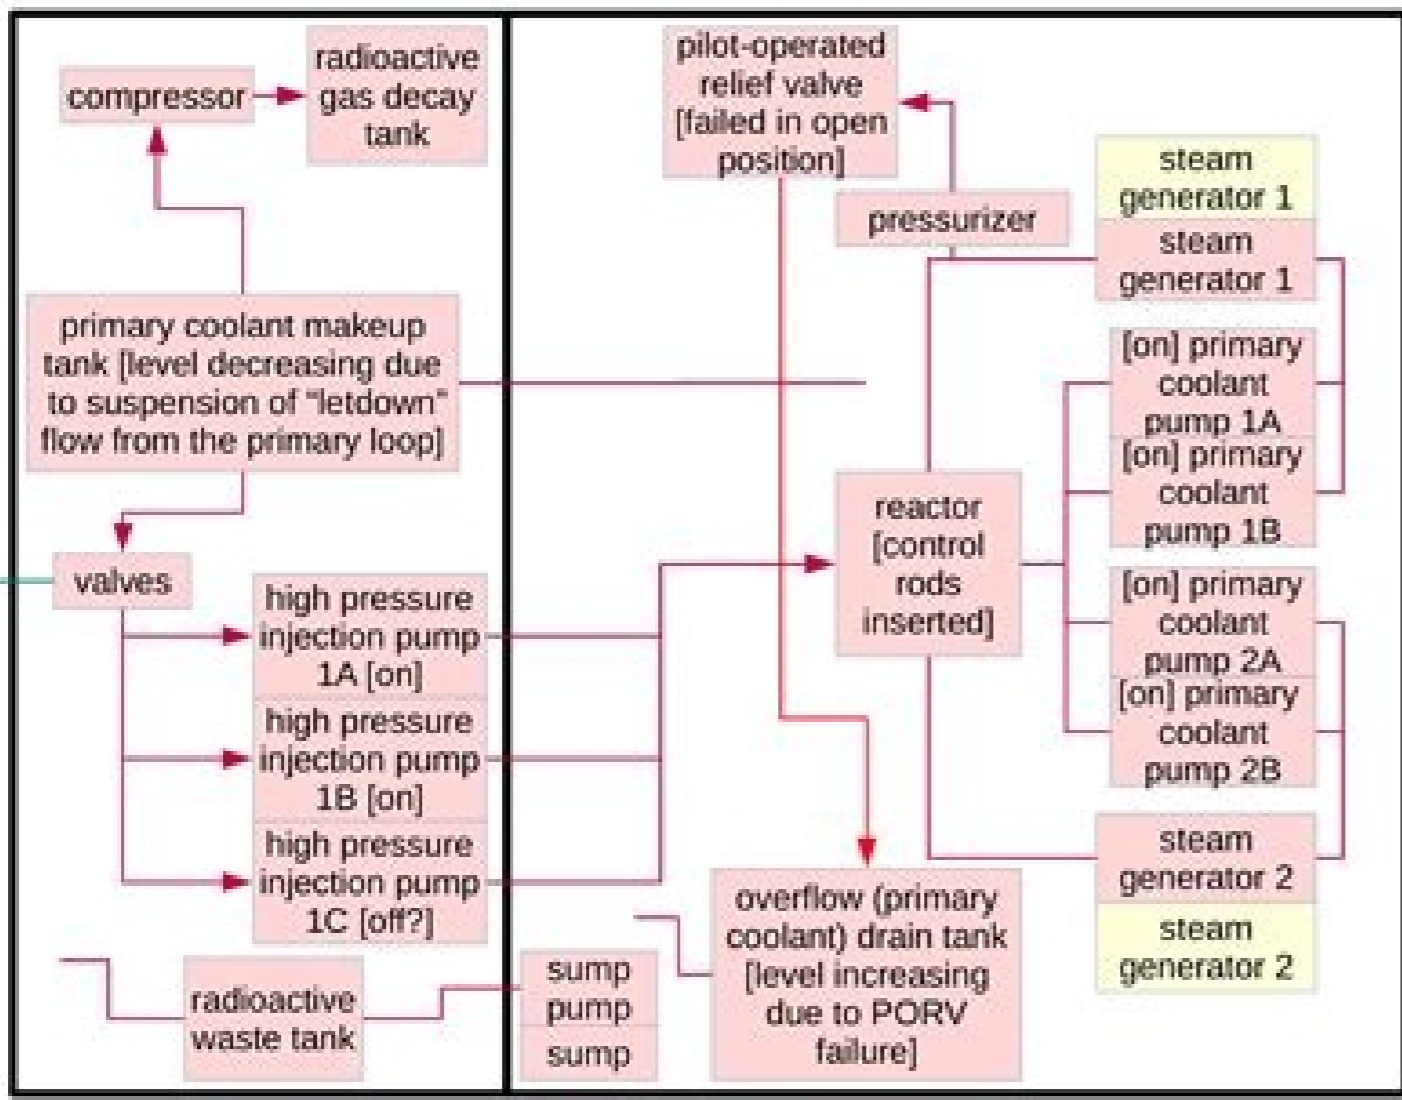 compressor
radioactive
gas decay
tank
primary coolant makeup
tank [level decreasing due
to suspension of "letdown"
flow from the primary loop]
valves
high pressure
injection pump
1A [on]
high pressure
injection pump
1B [on]
high pressure
injection pump
1C [off?]
radioactive
waste tank
pilot-operated
relief valve
[failed in open
position]
pressurizer
steam
generator 1
steam
generator 1
[on] primary
coolant
pump 1A
[on] primary
coolant
pump 1B
reactor
[control
rods
inserted]
[on] primary
coolant
pump 2A
[on] primary
coolant
pump 2B
steam
generator 2
steam
generator 2
overflow (primary
coolant) drain tank
[level increasing
due to PORV
failure]
sump
pump
sump